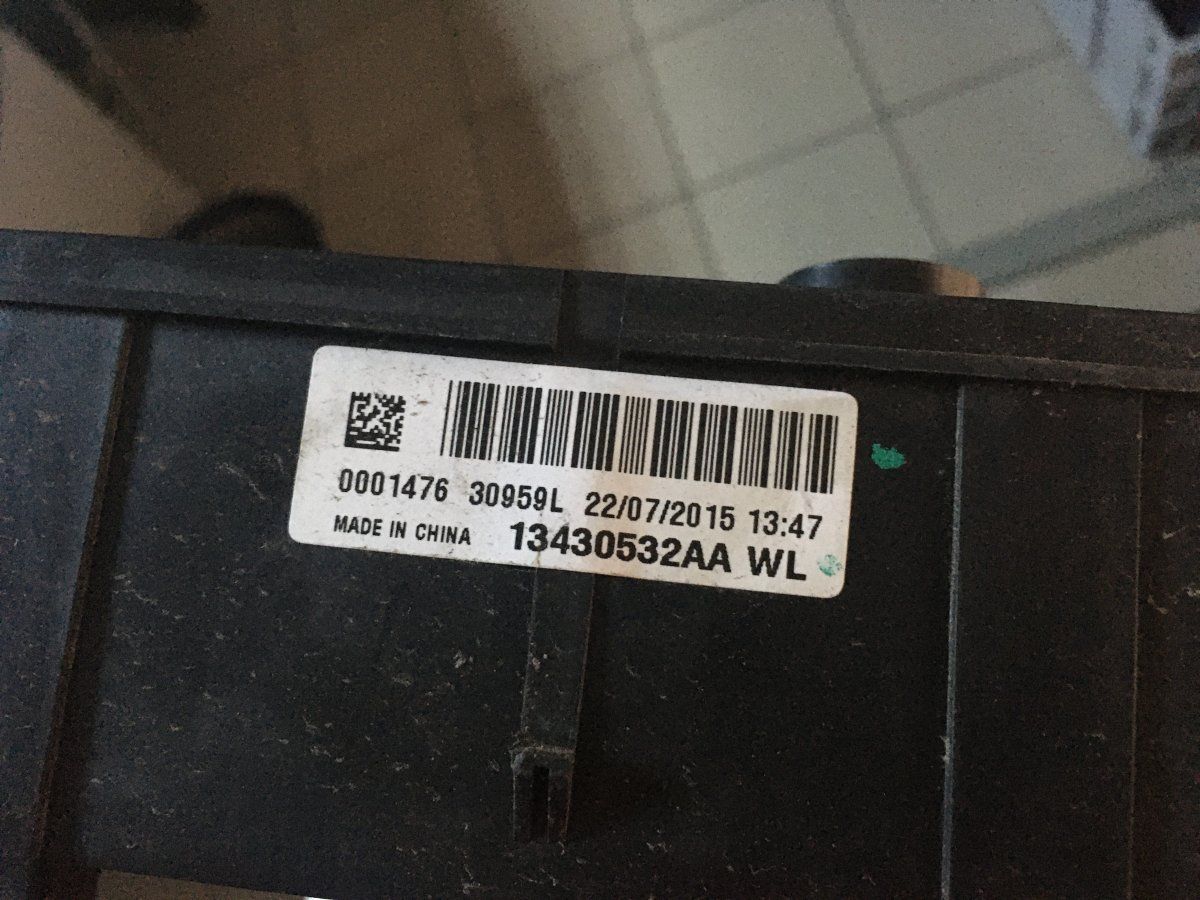 0001476 30959L 22/07/2015 13:47
MADE IN CHINA 13430532AA WL